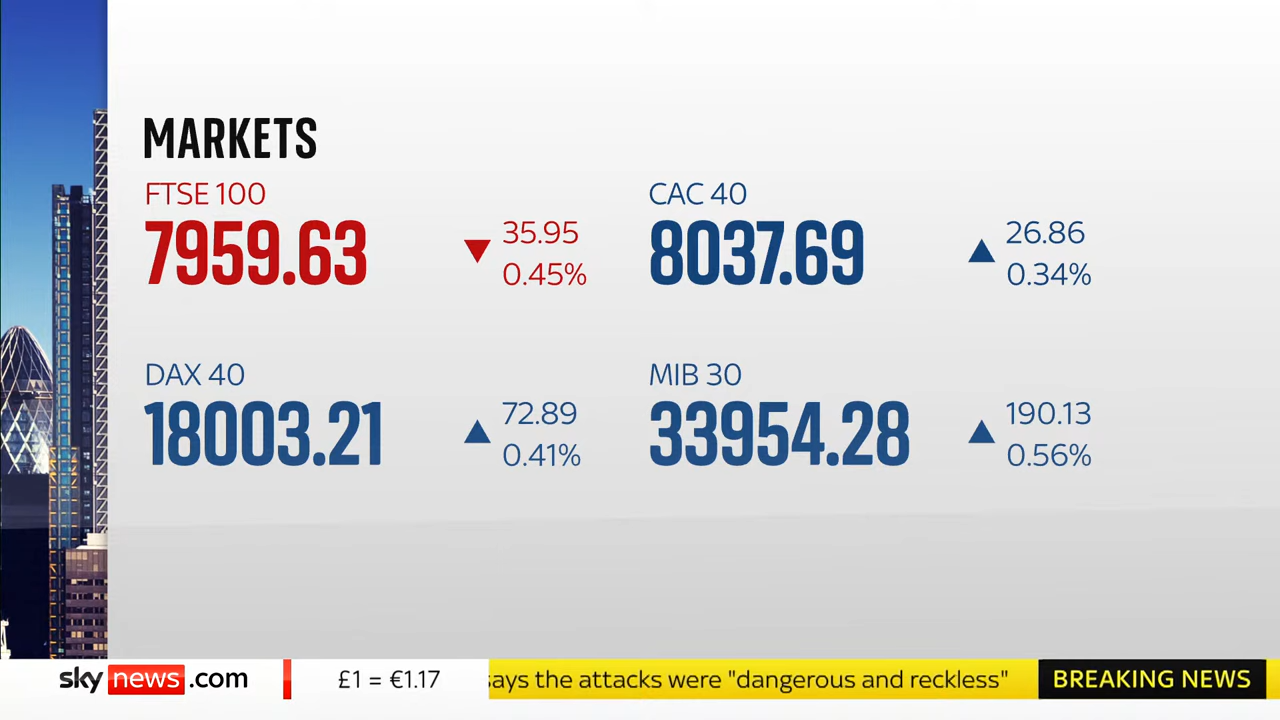 MARKETS
FTSE 100
7959.63
▼ 35.95
0.45%
CAC 40
8037.69
▲ 26.86
0.34%
DAX 40
18003.21
▲ 72.89
0.41%
MIB 30
33954.28
▲ 190.13
0.56%
sky news .com
£1 = €1.17
the attacks were "dangerous and reckless"
BREAKING NEWS